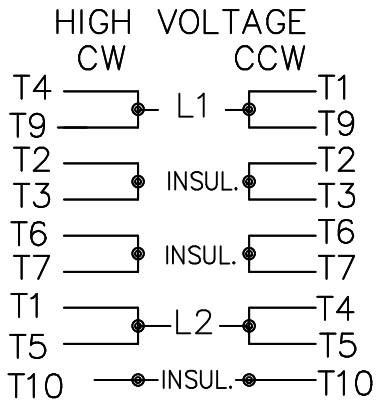 HIGH VOLTAGE
CW CCW
T4 T1
L1
T9 T9
T2 T2
INSUL.
T3 T3
T6 T6
INSUL.
T7 T7
T1 T4
L2
T5 T5
T10 INSUL. T10